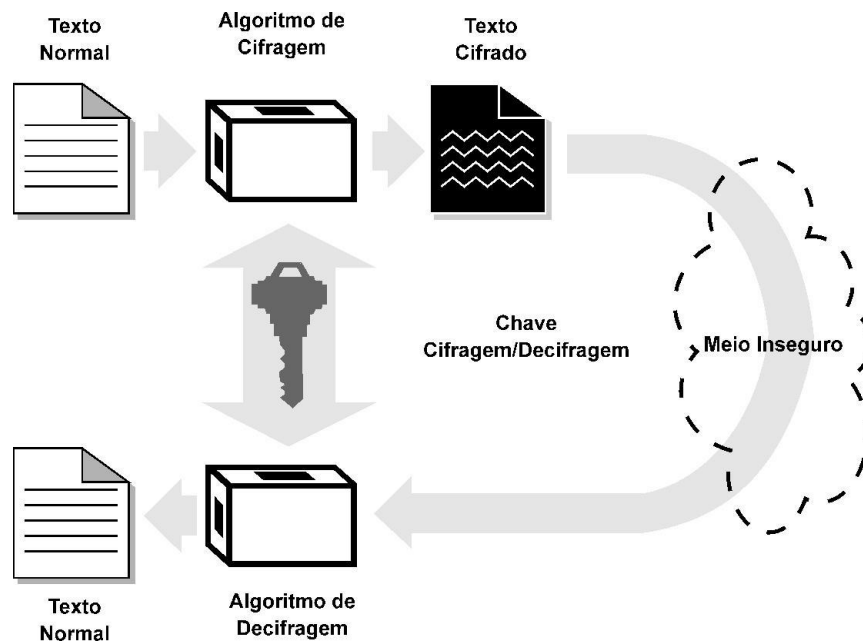 Texto
Normal
Algoritmo de
Cifragem
Texto
Cifrado
Chave
Cifragem/Decifragem
Meio Inseguro
Texto
Normal
Algoritmo de
Decifragem